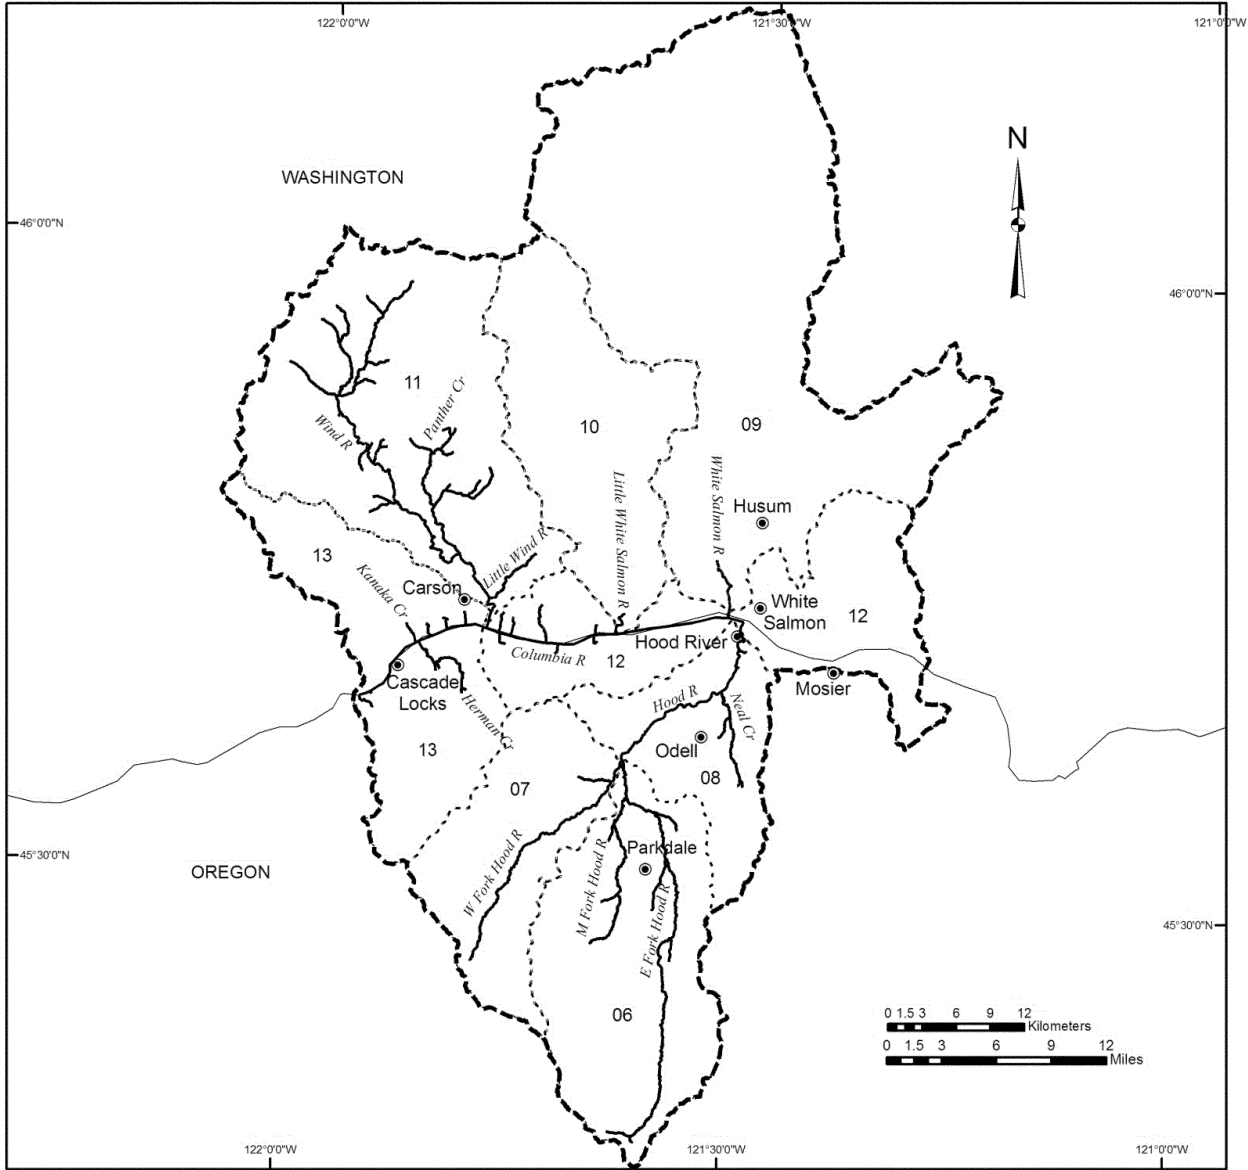 122°0'0"W
121°30'0"W
121°0'0"W
WASHINGTON
N
46°0'0"N
46°0'0"N
11
Panther Cr
Wind R
10
09
White Salmon R
Little White Salmon R
Husum
13
Little Wind R
Kanaka Cr
Carson
White
Salmon
12
Hood River
Columbia R
12
Cascade
Locks
Mosier
Herman Cr
Hood R
Neal Cr
13
Odell
07
08
W Fork Hood R
Parkdale
M Fork Hood R
E Fork Hood R
45°30'0"N
OREGON
45°30'0"N
06
0 1.5 3 6 9 12
Kilometers
0 1.5 3 6 9 12
Miles
122°0'0"W
121°30'0"W
121°0'0"W